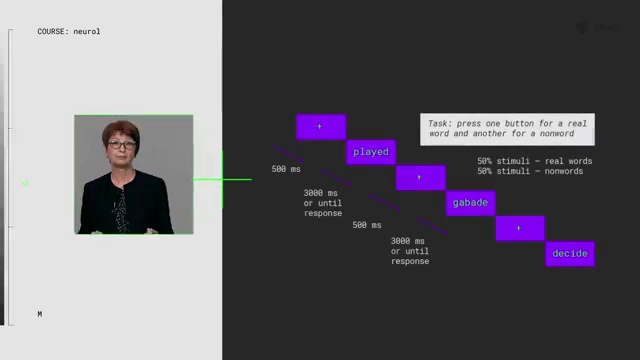 COURSE: neurol
+
played
+
gabade
+
decide
500 ms
3000 ms
or until
response
500 ms
3000 ms
or until
response
Task: press one button for a real
word and another for a nonword
50% stimuli – real words
50% stimuli – nonwords
M